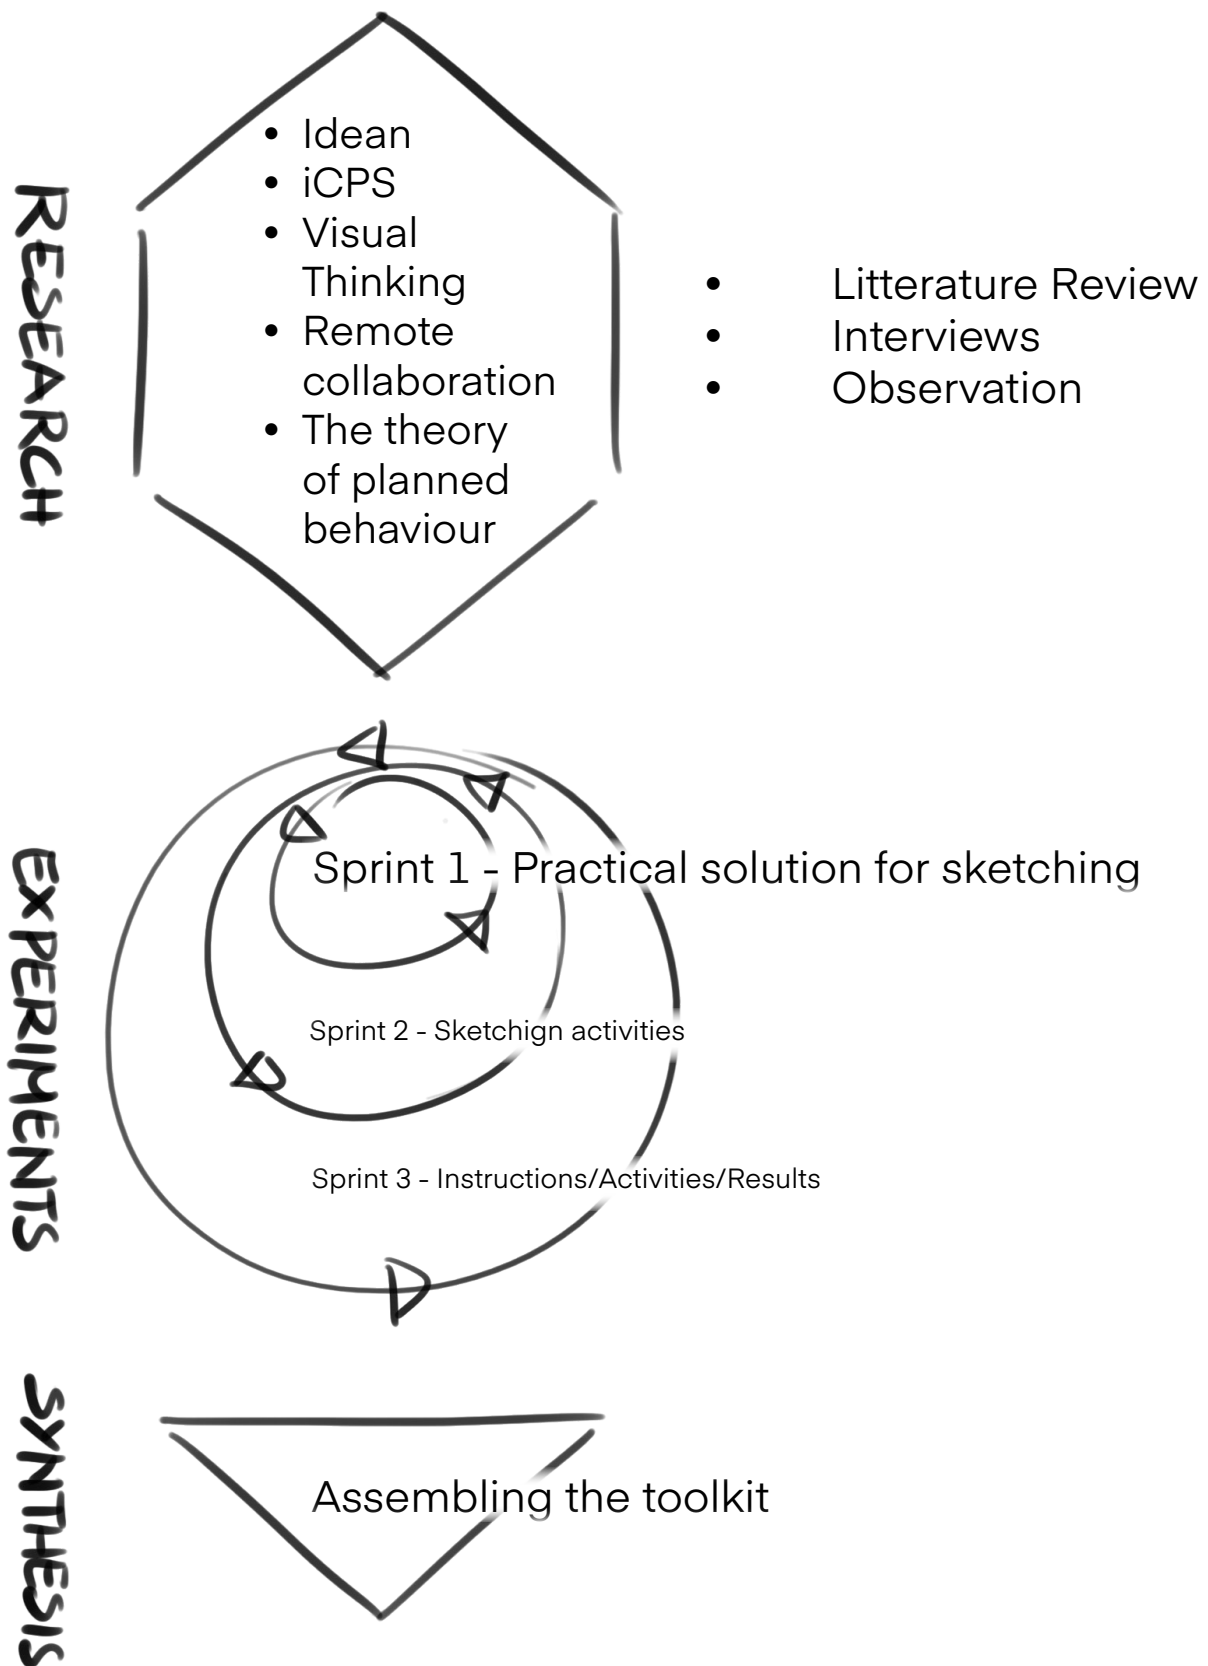 RESEARCH
• Idean
• iCPS
• Visual
Thinking
• Remote
collaboration
• The theory
of planned
behaviour
• Litterature Review
• Interviews
• Observation
EXPERIMENTS
Sprint 1 - Practical solution for sketching
Sprint 2 - Sketchign activities
Sprint 3 - Instructions/Activities/Results
SYNTHESIS
Assembling the toolkit